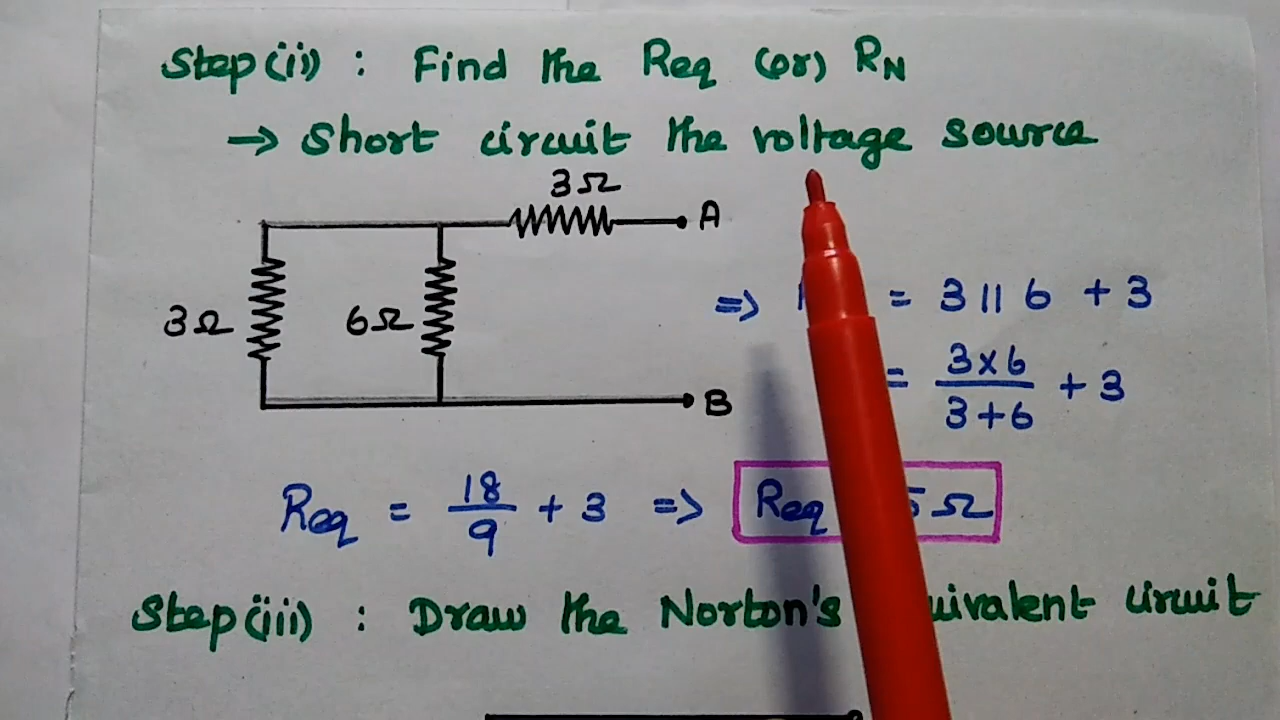 Step(ii) : Find the Req (or) RN
→ Short circuit the voltage source
3Ω
A
3Ω
6Ω
B
⇒ = 3 || 6 + 3
= 3×6 / 3+6 + 3
Req = 18 / 9 + 3 ⇒ Req 5Ω
Step(iii) : Draw the Norton's circuit